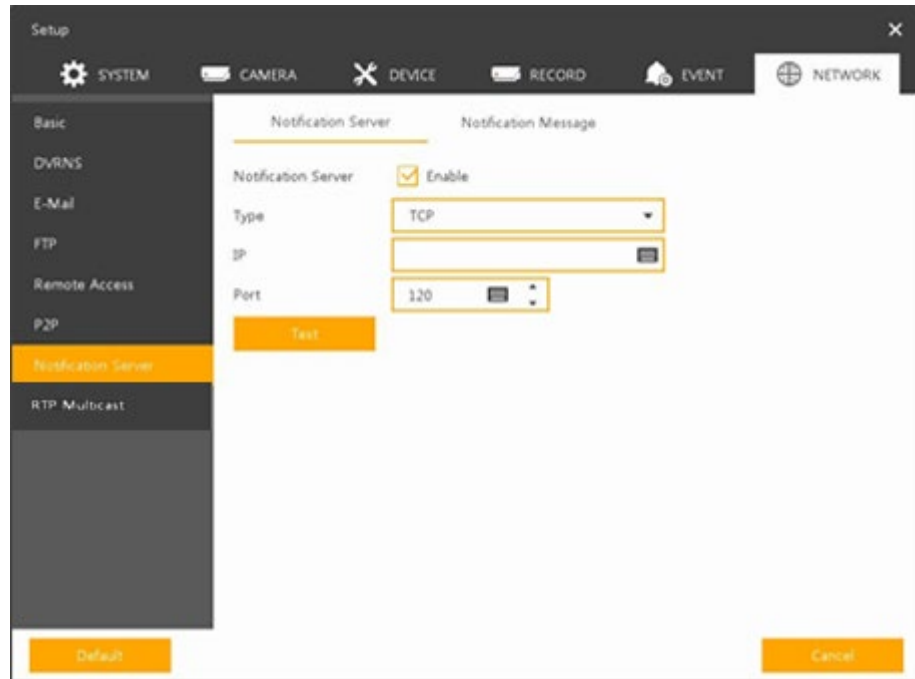 Setup
SYSTEM CAMERA DEVICE RECORD EVENT NETWORK
Basic
DVRNS
E-Mail
FTP
Remote Access
P2P
Notification Server
RTP Multicast
Notification Server Notification Message
Notification Server Enable
Type TCP
IP
Port 120
Test
Default Cancel